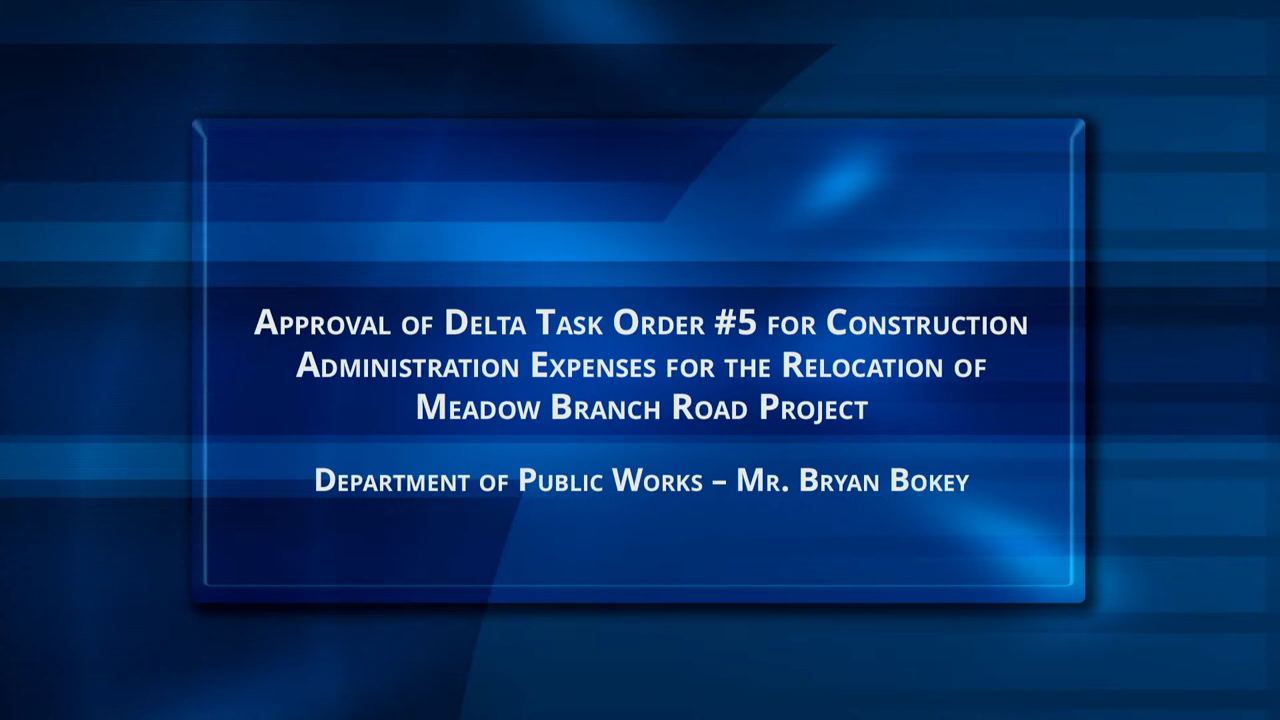 Approval of Delta Task Order #5 for Construction
Administration Expenses for the Relocation of
Meadow Branch Road Project
Department of Public Works – Mr. Bryan Bokey